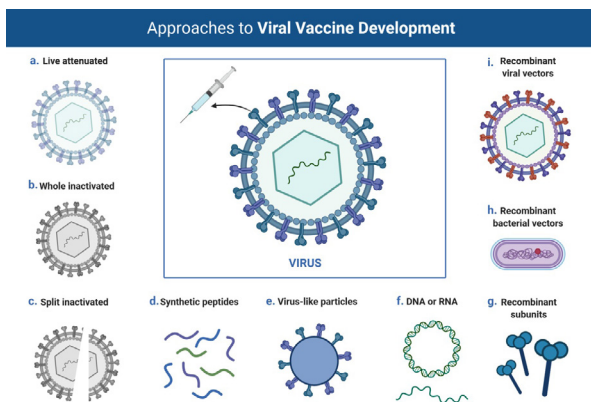 Approaches to Viral Vaccine Development
a. Live attenuated
b. Whole inactivated
c. Split inactivated
d. Synthetic peptides
e. Virus-like particles
f. DNA or RNA
g. Recombinant
subunits
h. Recombinant
bacterial vectors
i. Recombinant
viral vectors
VIRUS